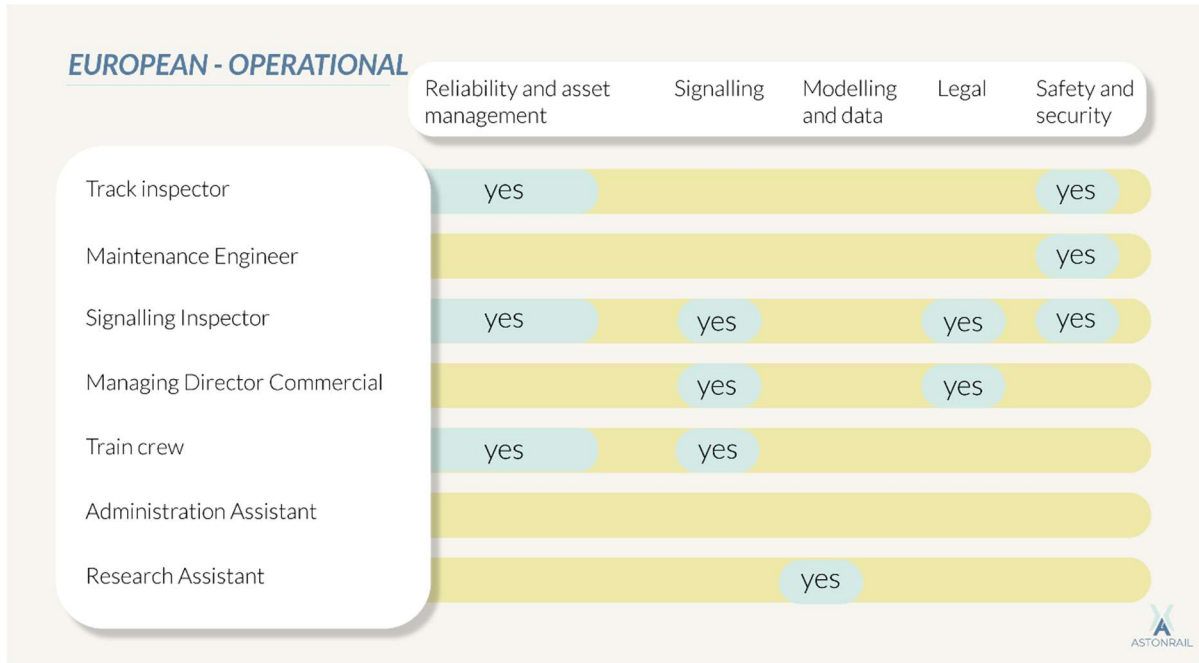 EUROPEAN - OPERATIONAL
Reliability and asset management
Signalling
Modelling and data
Legal
Safety and security
Track inspector yes yes
Maintenance Engineer yes
Signalling Inspector yes yes yes yes
Managing Director Commercial yes yes
Train crew yes yes
Administration Assistant
Research Assistant yes
ASTONRAIL